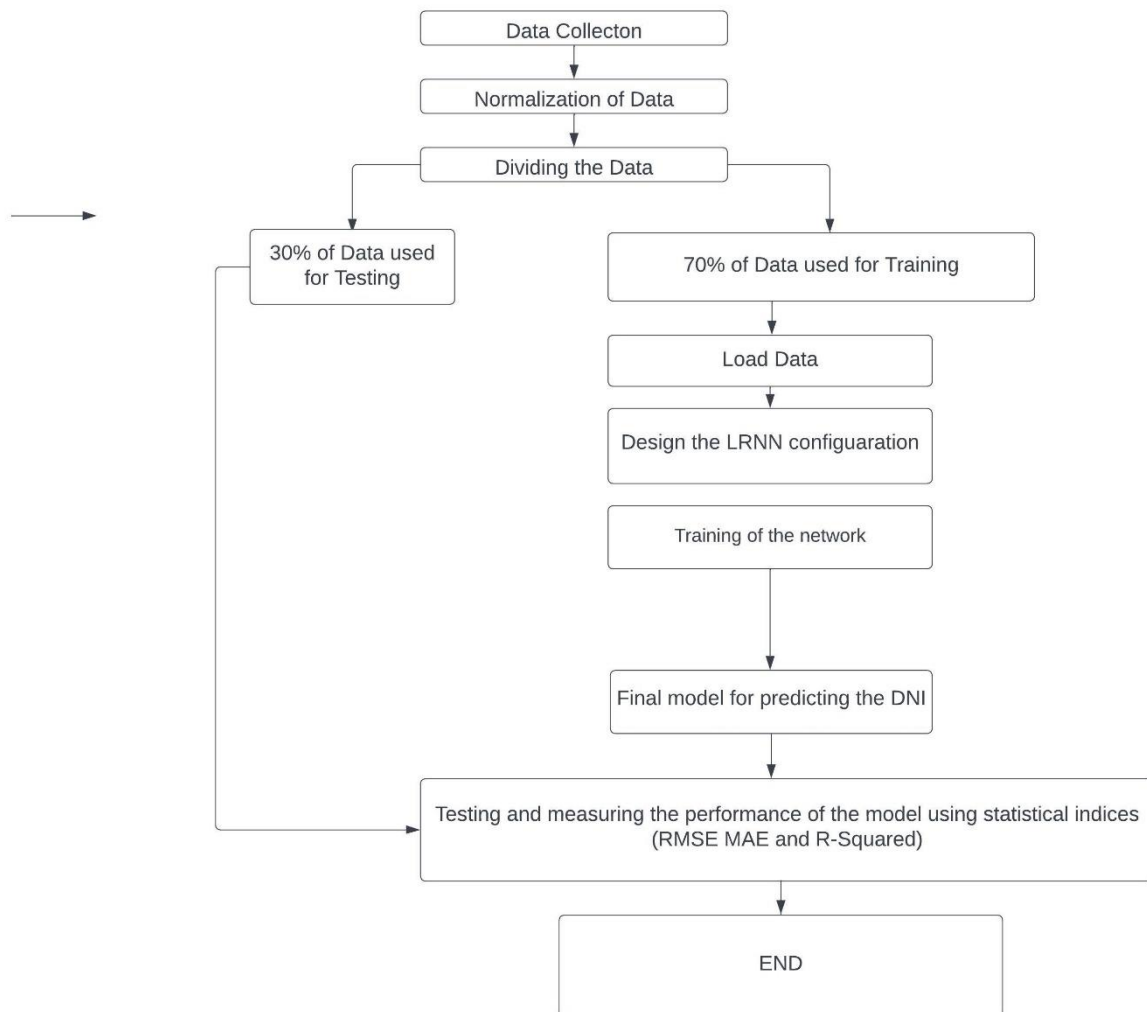 Data Collecton
Normalization of Data
Dividing the Data
30% of Data used
for Testing
70% of Data used for Training
Load Data
Design the LRNN configuaration
Training of the network
Final model for predicting the DNI
Testing and measuring the performance of the model using statistical indices
(RMSE MAE and R-Squared)
END